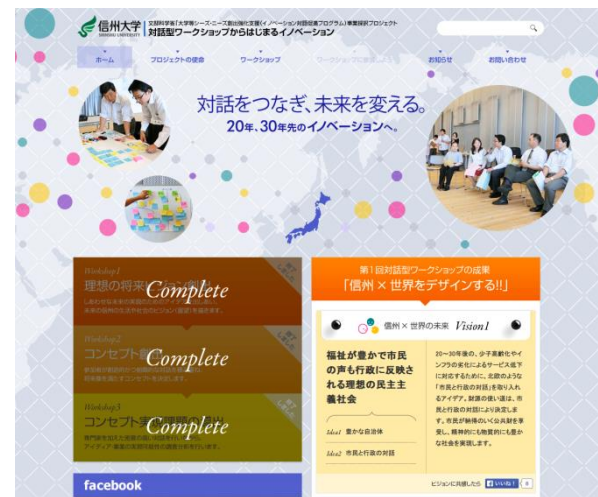 信州大学
SHINSHU UNIVERSITY
文部科学省「大学等シーズ・ニーズ創出強化支援(イノベーション対話促進プログラム)」事業採択プロジェクト
対話型ワークショップからはじまるイノベーション
ホーム
プロジェクトの使命
ワークショップ
お知らせ
お問い合わせ
対話をつなぎ、未来を変える。
20年、30年先のイノベーションへ。
Workshop1
理想の将来ビジョン
Complete
Workshop2
コンセプト
Complete
Workshop3
コンセプト
Complete
facebook
第1回対話型ワークショップの成果
「信州 × 世界をデザインする!!」
信州 × 世界の未来 Vision1
福祉が豊かで市民
の声も行政に反映さ
れる理想の民主主
義社会
Idea1 豊かな自治体
Idea2 市民と行政の対話
20〜30年後の、少子高齢化やイ
ンフラの劣化によるサービス低下
に対応するために、北欧のような
「市民と行政の対話」を取り入れ
るアイデア。財源の使い道は、市
民と行政の対話により決定しま
す。市民が納得のいく公共財を享
受し、精神的にも物質的にも豊か
な社会を実現します。
ビジョンに共感したら
いいね!